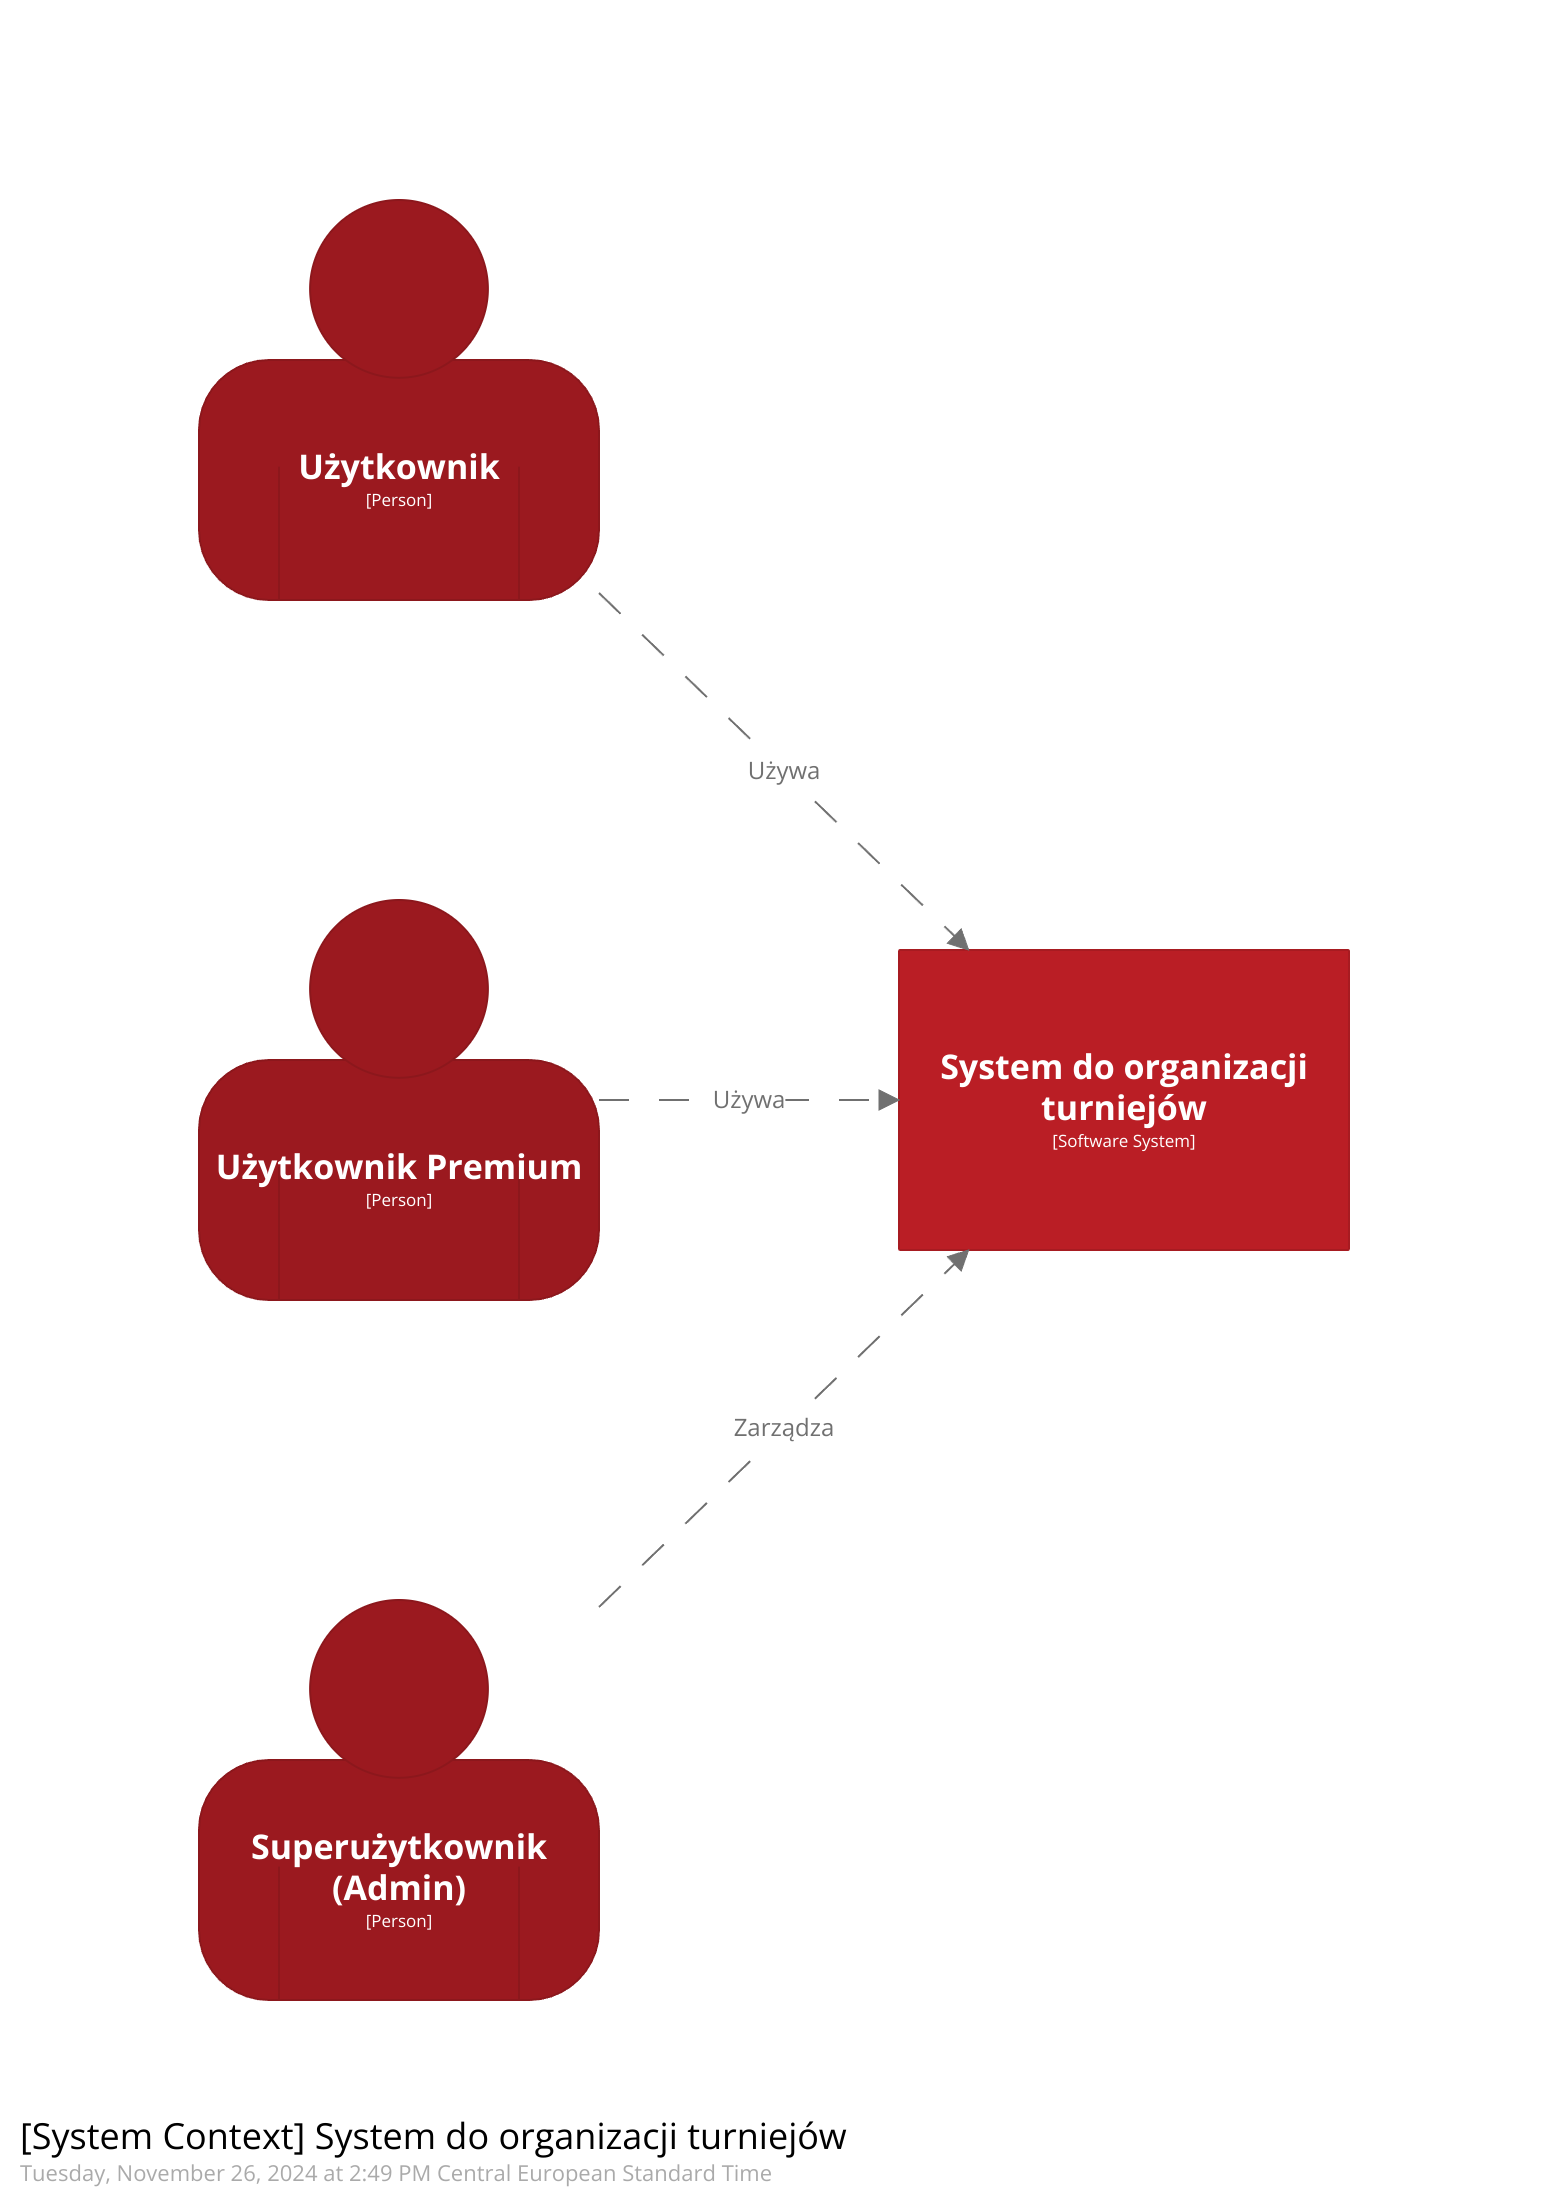 Użytkownik
[Person]
Używa
Użytkownik Premium
[Person]
Używa
System do organizacji
turniejów
[Software System]
Zarządza
Superużytkownik
(Admin)
[Person]
[System Context] System do organizacji turniejów
Tuesday, November 26, 2024 at 2:49 PM Central European Standard Time